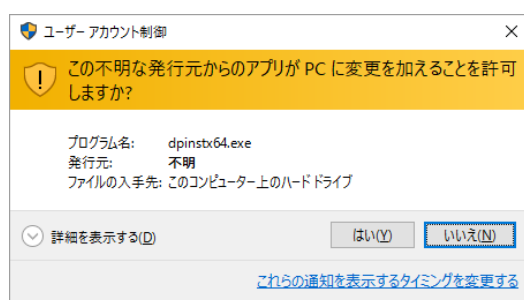 ユーザー アカウント制御
この不明な発行元からのアプリが PC に変更を加えることを許可
しますか?
プログラム名: dpinstx64.exe
発行元: 不明
ファイルの入手先: このコンピューター上のハード ドライブ
詳細を表示する(D)
はい(Y) いいえ(N)
これらの通知を表示するタイミングを変更する